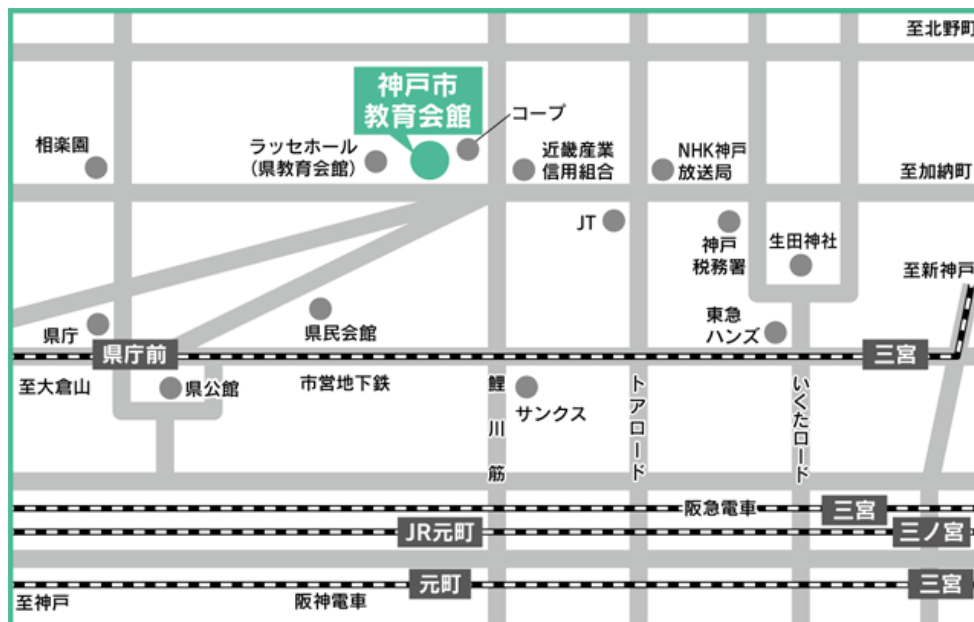 至北野町
神戸市
教育会館
コープ
相楽園
ラッセホール
(県教育会館)
近畿産業
信用組合
NHK神戸
放送局
至加納町
JT
神戸
税務署
生田神社
至新神戸
県庁
県民会館
東急
ハンズ
県庁前
三宮
至大倉山
県公館
市営地下鉄
鯉川筋
サンクス
トアロード
いくたロード
阪急電車
三宮
JR元町
三ノ宮
元町
三宮
至神戸
阪神電車